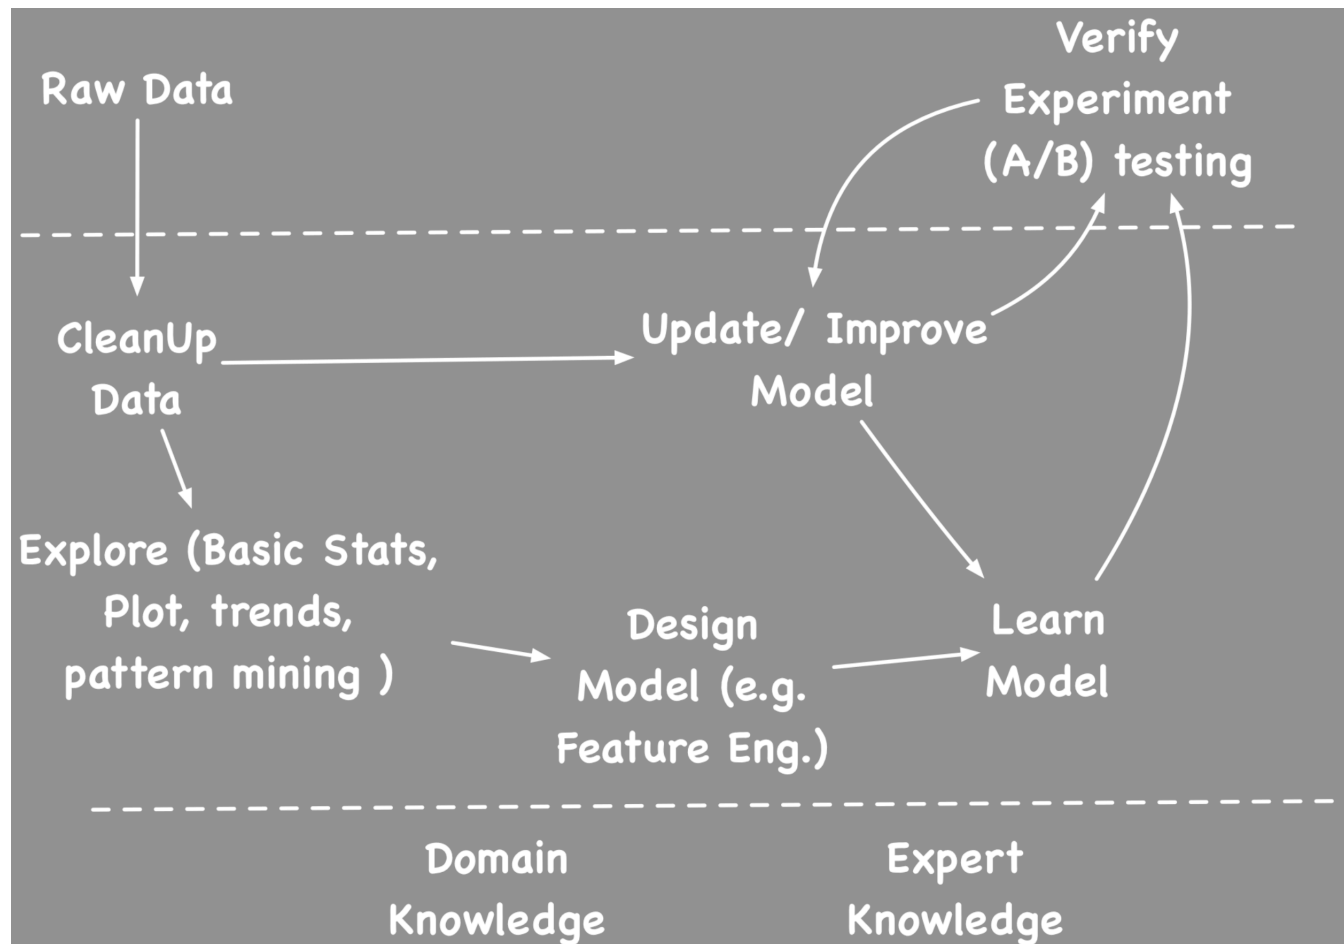 Raw Data
Verify
Experiment
(A/B) testing
CleanUp
Data
Update/ Improve
Model
Explore (Basic Stats,
Plot, trends,
pattern mining )
Design
Model (e.g.
Feature Eng.)
Learn
Model
Domain
Knowledge
Expert
Knowledge